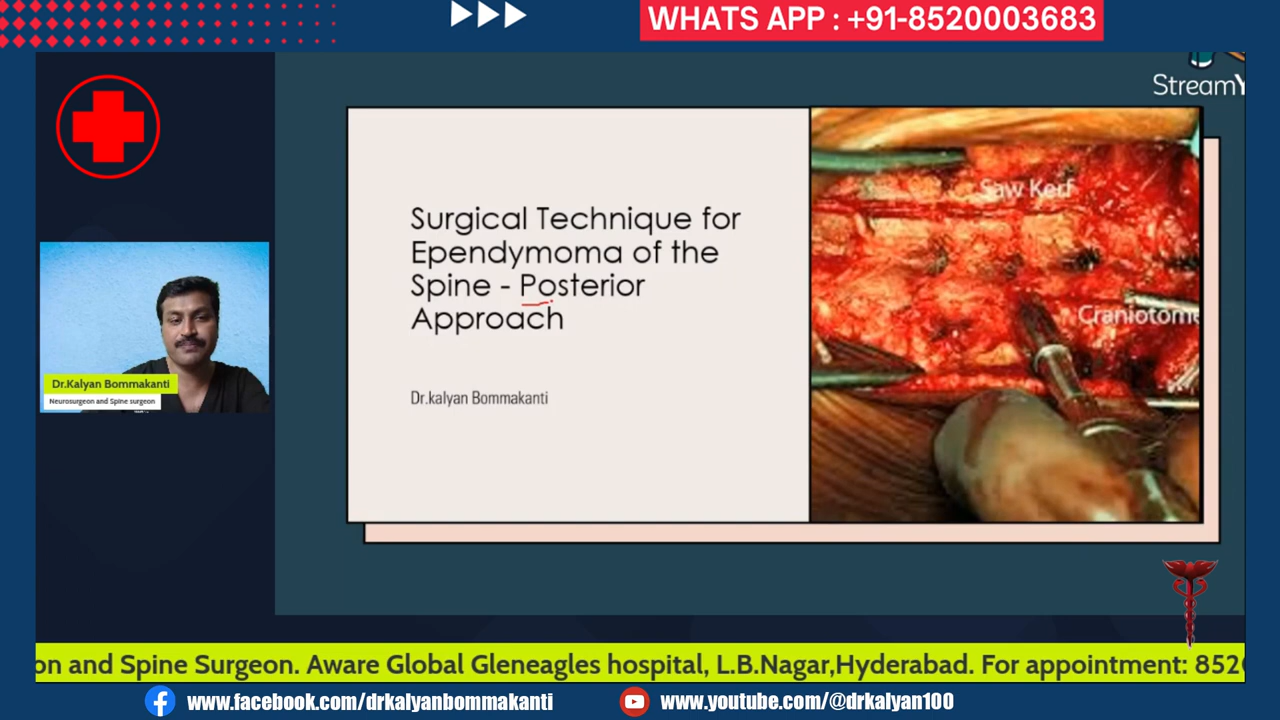 WHATS APP : +91-8520003683
StreamY
Surgical Technique for
Ependymoma of the
Spine - Posterior
Approach
Dr.kalyan Bommakanti
Saw Kerf
Craniotome
Dr.Kalyan Bommakanti
Neurosurgeon and Spine surgeon
on and Spine Surgeon. Aware Global Gleneagles hospital, L.B.Nagar,Hyderabad. For appointment: 852
www.facebook.com/drkalyanbommakanti
www.youtube.com/@drkalyan100